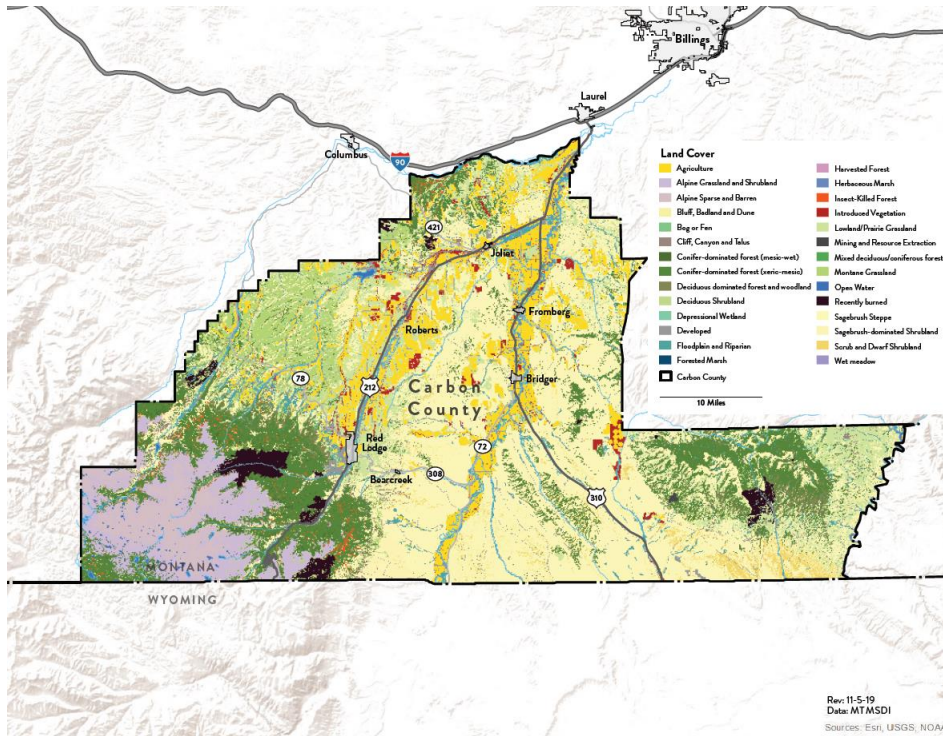 Billings
Laurel
Columbus
90
Land Cover
Agriculture
Alpine Grassland and Shrubland
Alpine Sparse and Barren
Bluff, Badland and Dune
Bog or Fen
Cliff, Canyon and Talus
Conifer-dominated forest (mesic-wet)
Conifer-dominated forest (xeric-mesic)
Deciduous dominated forest and woodland
Deciduous Shrubland
Depressional Wetland
Developed
Floodplain and Riparian
Forested Marsh
Carbon County
Harvested Forest
Herbaceous Marsh
Insect-Killed Forest
Introduced Vegetation
Lowland/Prairie Grassland
Mining and Resource Extraction
Mixed deciduous/coniferous forest
Montane Grassland
Open Water
Recently burned
Sagebrush Steppe
Sagebrush-dominated Shrubland
Scrub and Dwarf Shrubland
Wet meadow
10 Miles
421
Joliet
Fromberg
Roberts
78
212
Bridger
Carbon
County
Red
Lodge
72
Bearcreek
308
310
MONTANA
WYOMING
Rev: 11-5-19
Data: MTMSDI
Sources: Esri, USGS, NOAA